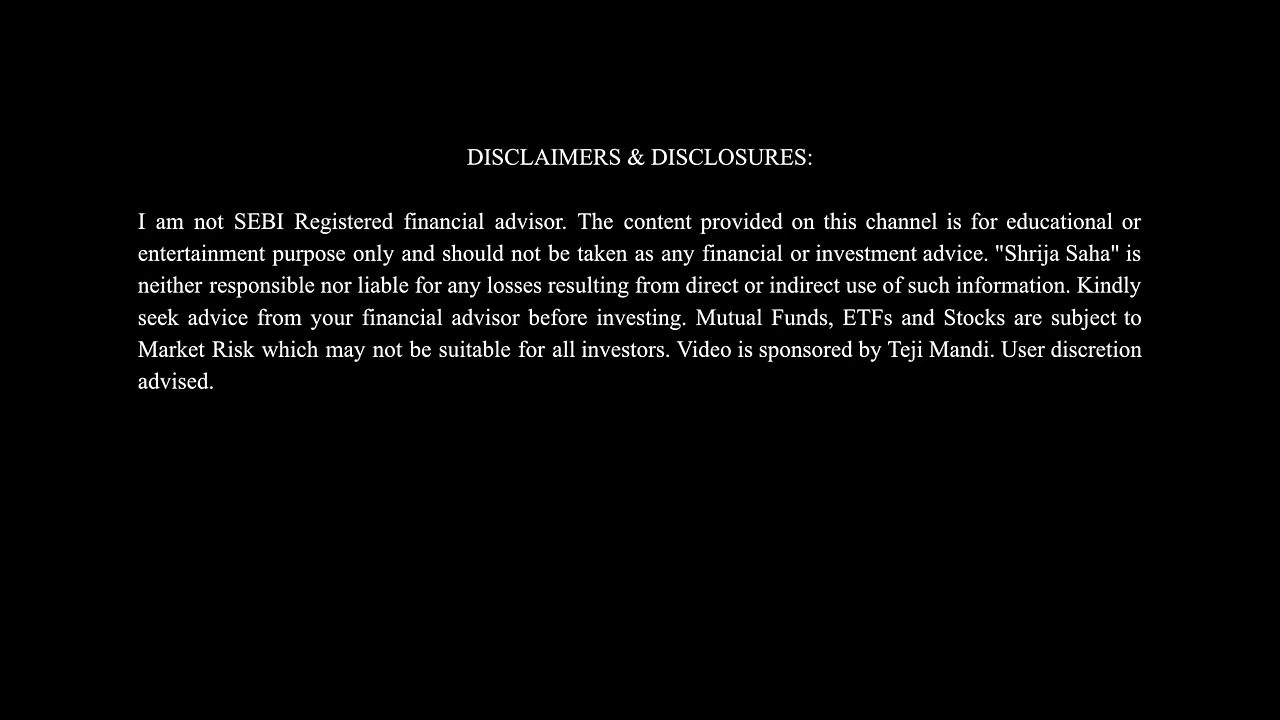 DISCLAIMERS & DISCLOSURES:
I am not SEBI Registered financial advisor. The content provided on this channel is for educational or
entertainment purpose only and should not be taken as any financial or investment advice. "Shrija Saha" is
neither responsible nor liable for any losses resulting from direct or indirect use of such information. Kindly
seek advice from your financial advisor before investing. Mutual Funds, ETFs and Stocks are subject to
Market Risk which may not be suitable for all investors. Video is sponsored by Teji Mandi. User discretion
advised.